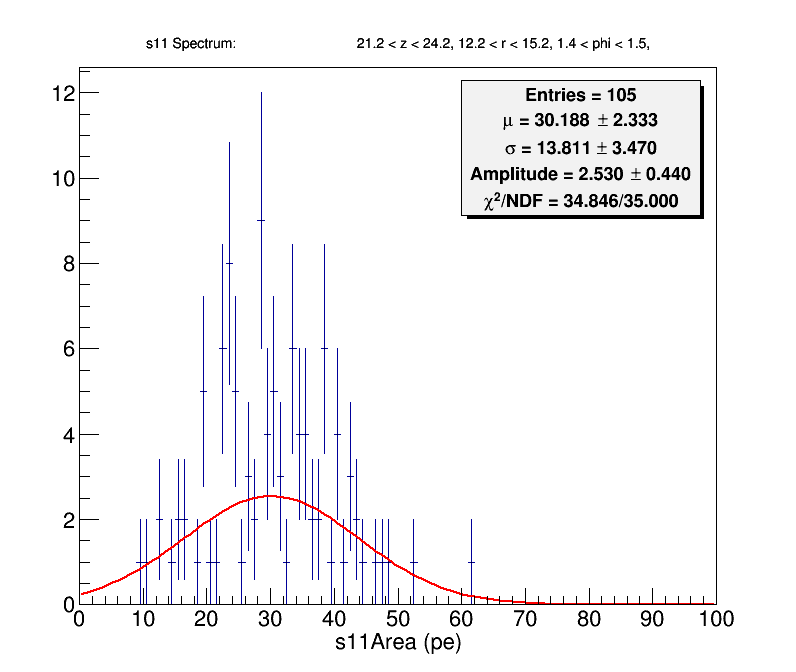 s11 Spectrum: 21.2 < z < 24.2, 12.2 < r < 15.2, 1.4 < phi < 1.5,
Entries = 105
μ = 30.188 ± 2.333
σ = 13.811 ± 3.470
Amplitude = 2.530 ± 0.440
χ²/NDF = 34.846/35.000
12
10
8
6
4
2
0
0 10 20 30 40 50 60 70 80 90 100
s11Area (pe)